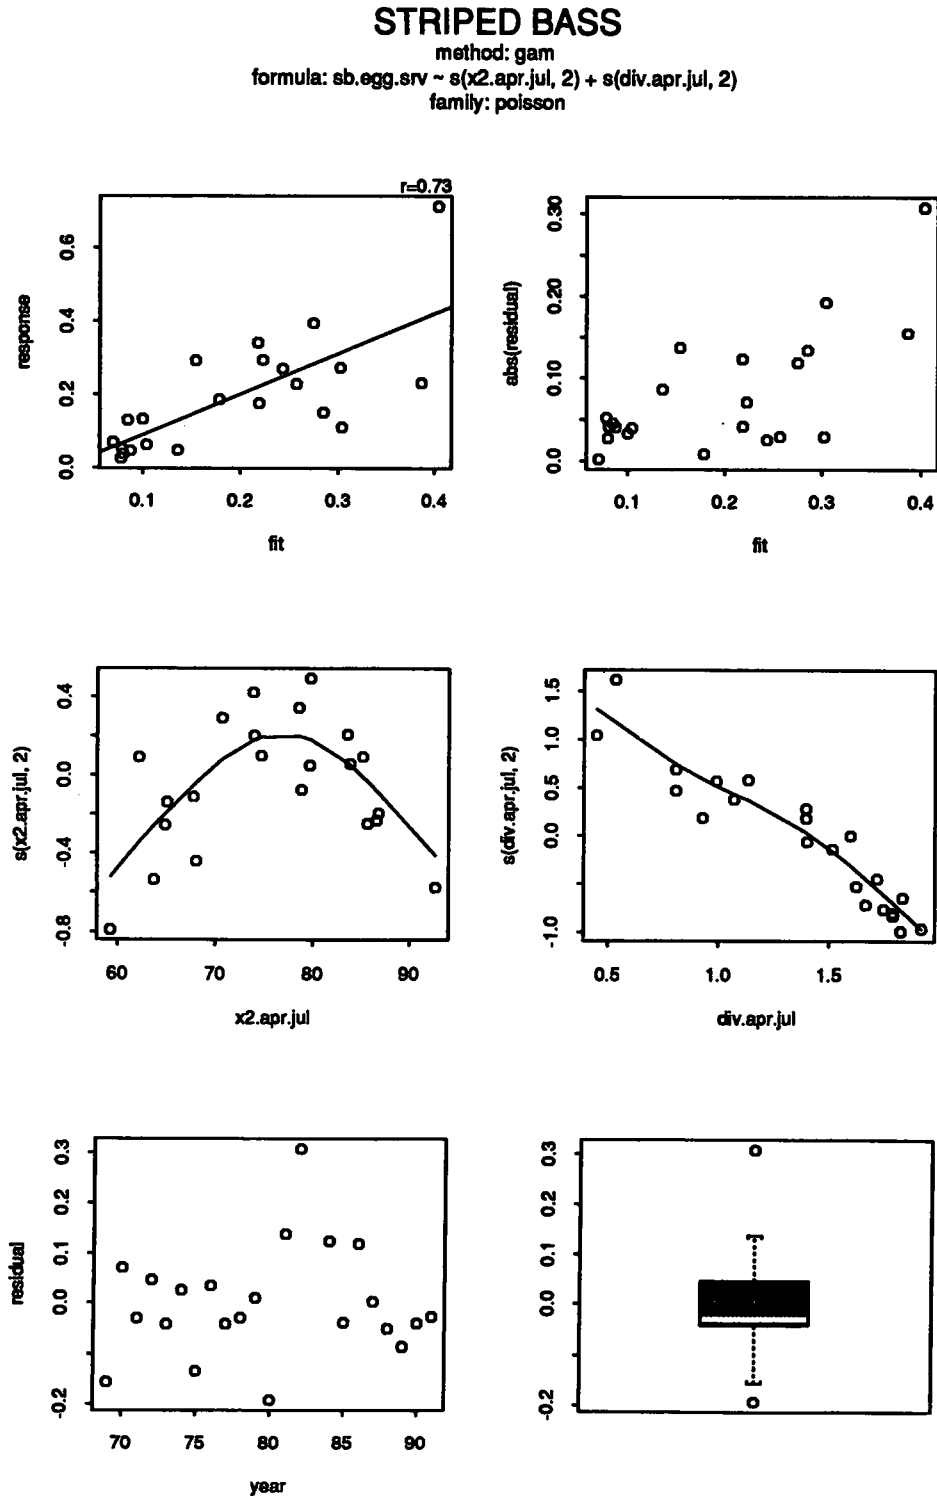 STRIPED BASS
method: gam
formula: sb.egg.srv ~ s(x2.apr.jul, 2) + s(div.apr.jul, 2)
family: poisson
r=0.73
response
0.6
0.4
0.2
0.0
0.1 0.2 0.3 0.4
fit
abs(residual)
0.30
0.20
0.10
0.0
0.1 0.2 0.3 0.4
fit
s(x2.apr.jul, 2)
0.4
0.0
-0.4
-0.8
60 70 80 90
x2.apr.jul
s(div.apr.jul, 2)
1.5
1.0
0.5
0.0
-1.0
0.5 1.0 1.5
div.apr.jul
residual
0.3
0.2
0.1
0.0
-0.2
70 75 80 85 90
year
0.3
0.2
0.1
0.0
-0.2